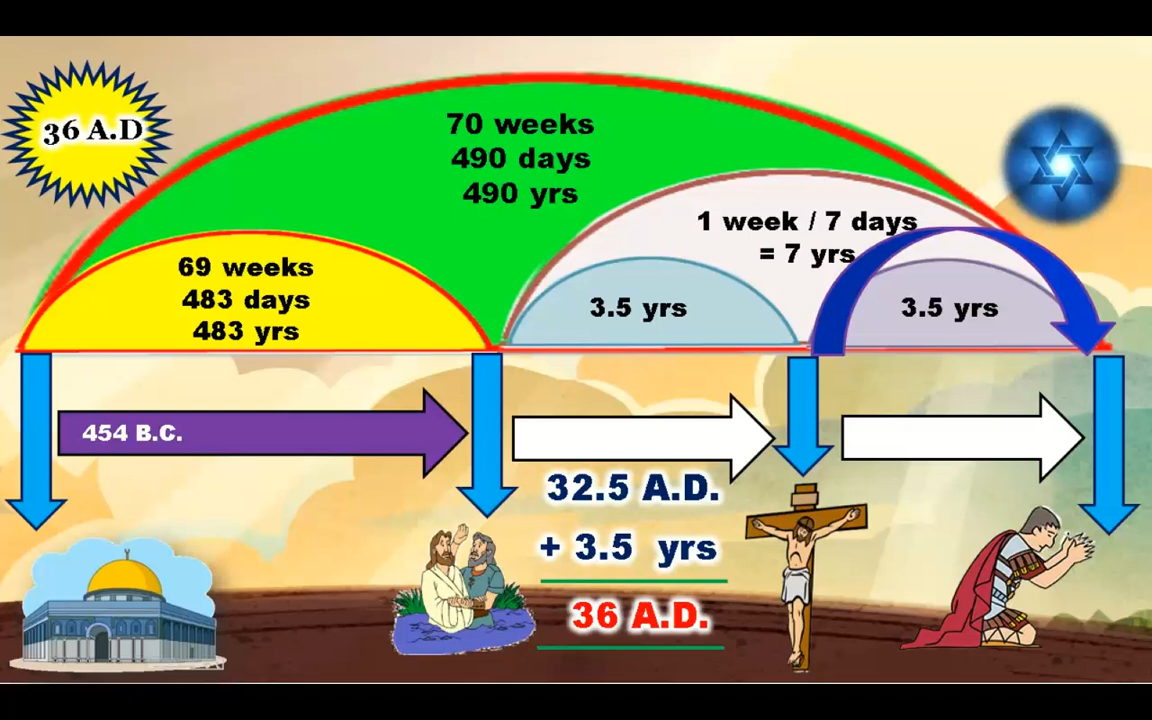 36 A.D
70 weeks
490 days
490 yrs
1 week / 7 days
= 7 yrs
69 weeks
483 days
483 yrs
3.5 yrs
3.5 yrs
454 B.C.
32.5 A.D.
+ 3.5 yrs
36 A.D.